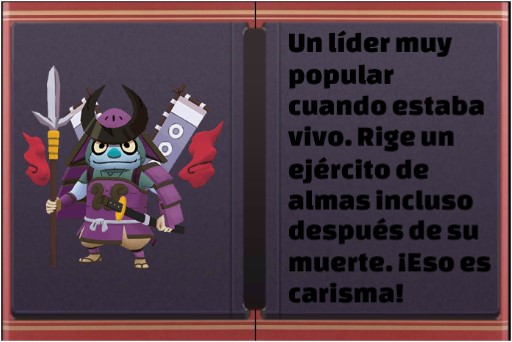 Un líder muy
popular
cuando estaba
vivo. Rige un
ejército de
almas incluso
después de su
muerte. ¡Eso es
carisma!